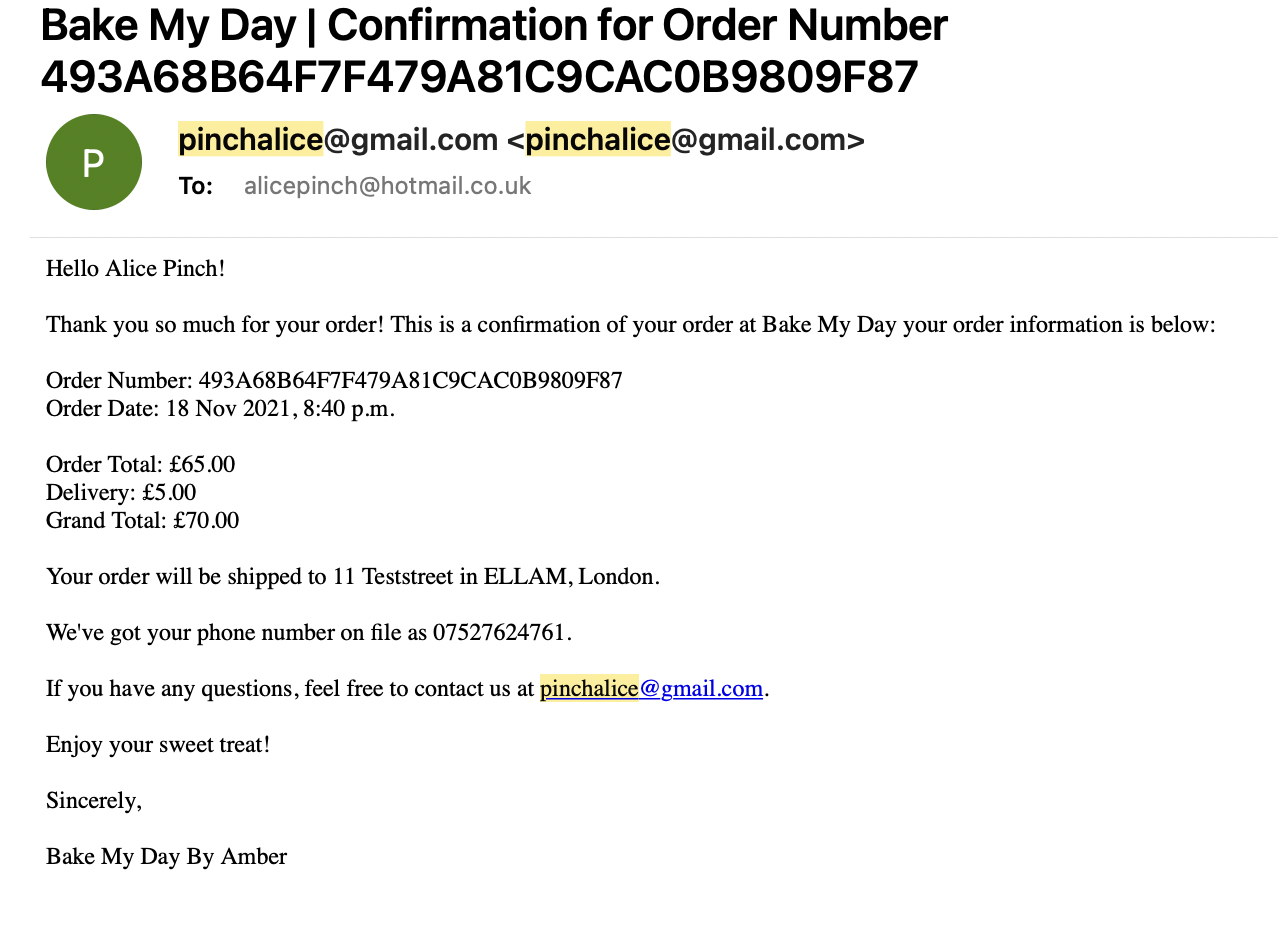 Bake My Day | Confirmation for Order Number
493A68B64F7F479A81C9CAC0B9809F87
P
pinchalice@gmail.com <pinchalice@gmail.com>
To: alicepinch@hotmail.co.uk
Hello Alice Pinch!
Thank you so much for your order! This is a confirmation of your order at Bake My Day your order information is below:
Order Number: 493A68B64F7F479A81C9CAC0B9809F87
Order Date: 18 Nov 2021, 8:40 p.m.
Order Total: £65.00
Delivery: £5.00
Grand Total: £70.00
Your order will be shipped to 11 Teststreet in ELLAM, London.
We've got your phone number on file as 07527624761.
If you have any questions, feel free to contact us at pinchalice@gmail.com.
Enjoy your sweet treat!
Sincerely,
Bake My Day By Amber